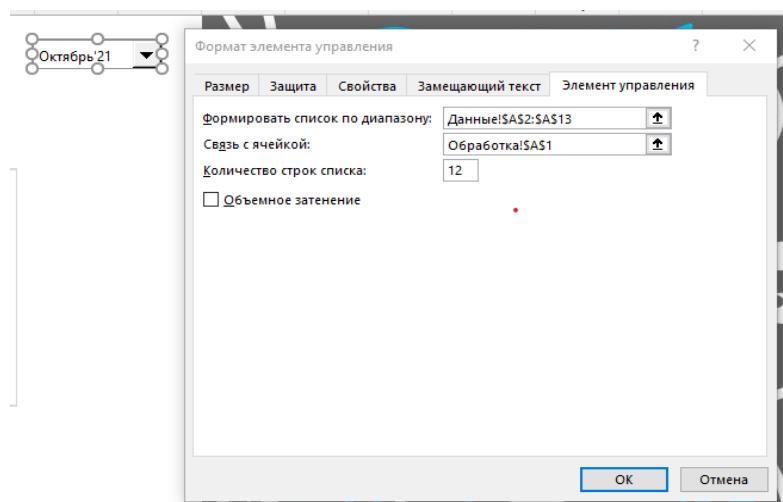 Октябрь'21
Формат элемента управления
Размер Защита Свойства Замещающий текст Элемент управления
Формировать список по диапазону: Данные!$A$2:$A$13
Связь с ячейкой: Обработка!$A$1
Количество строк списка: 12
Объемное затенение
ОК Отмена